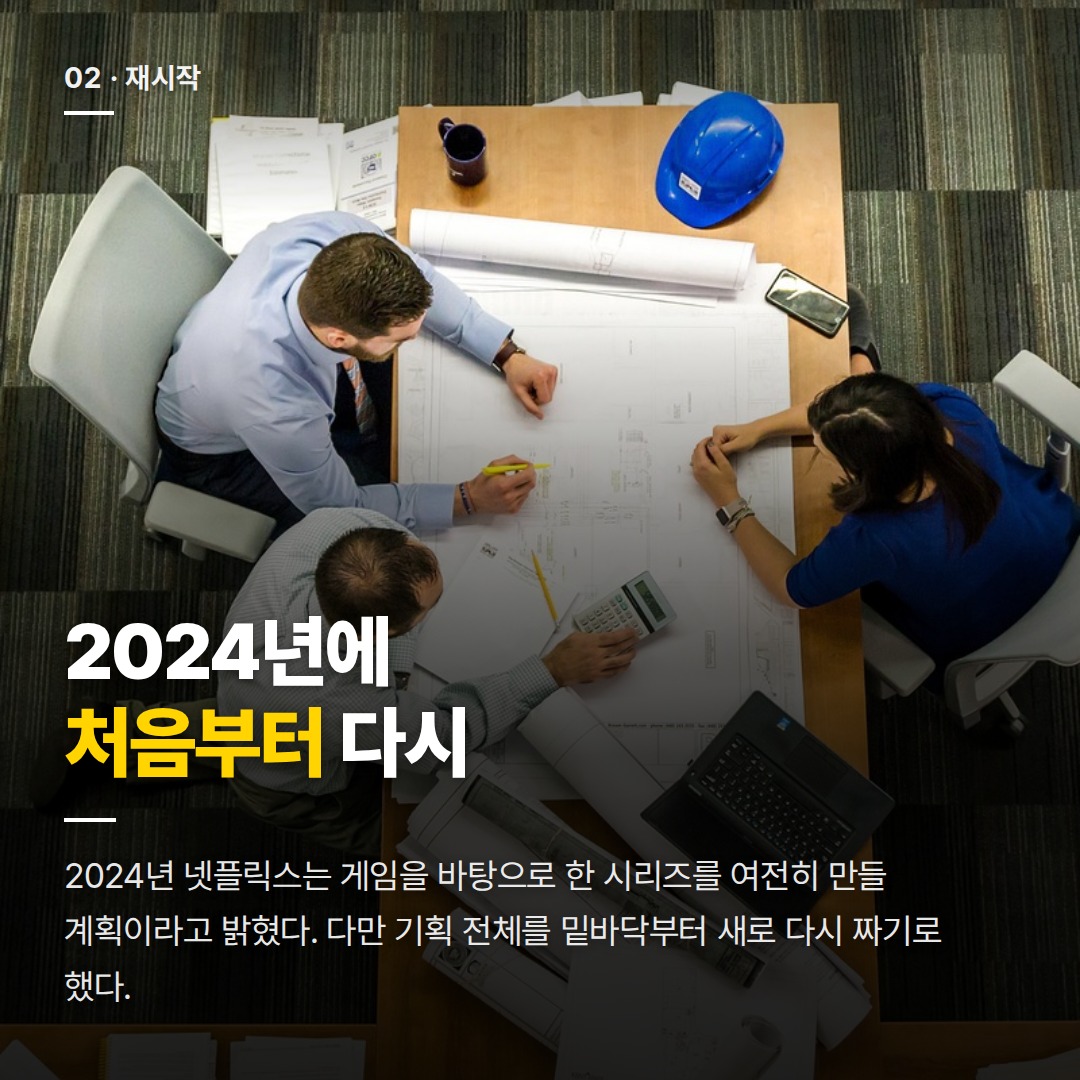 02 · 재시작
2024년에
처음부터 다시
2024년 넷플릭스는 게임을 바탕으로 한 시리즈를 여전히 만들
계획이라고 밝혔다. 다만 기획 전체를 밑바닥부터 새로 다시 짜기로
했다.